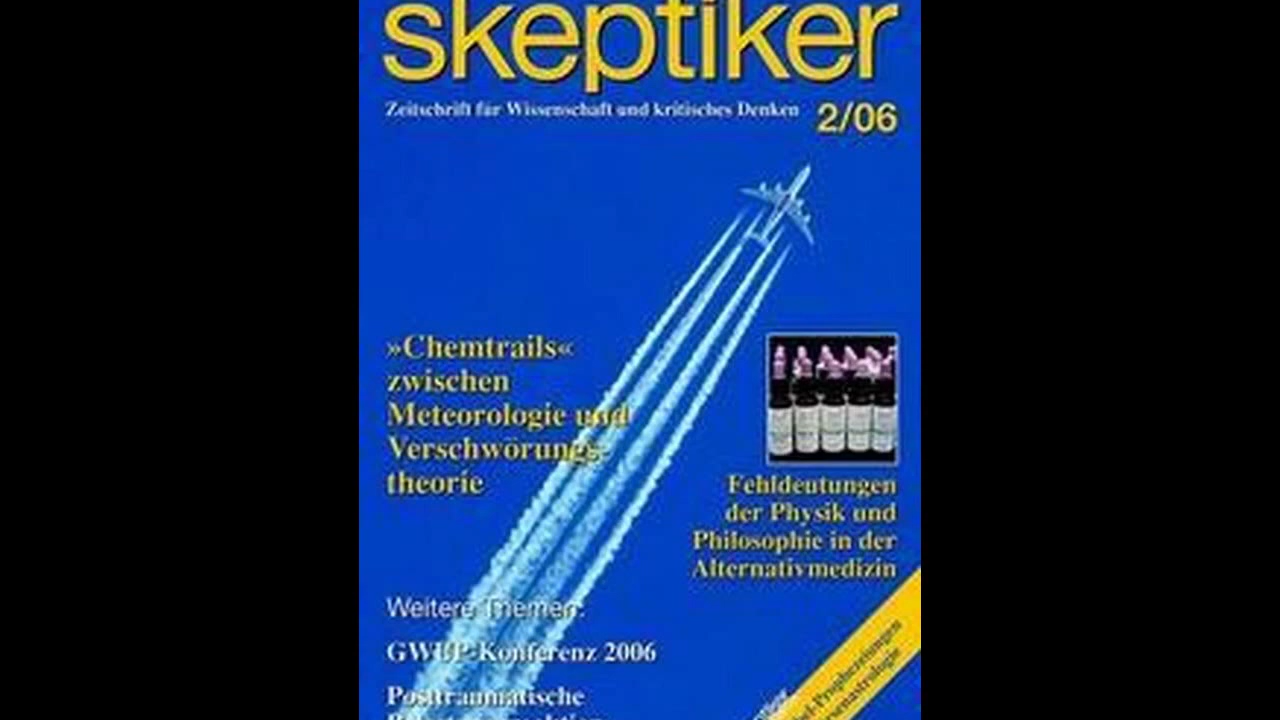 skeptiker
Zeitschrift für Wissenschaft und kritisches Denken
2/06
»Chemtrails«
zwischen
Meteorologie und
Verschwörungs-
theorie
Fehldeutungen
der Physik und
Philosophie in der
Alternativmedizin
Weitere Themen:
GWUP-Konferenz 2006
Posttraumatische